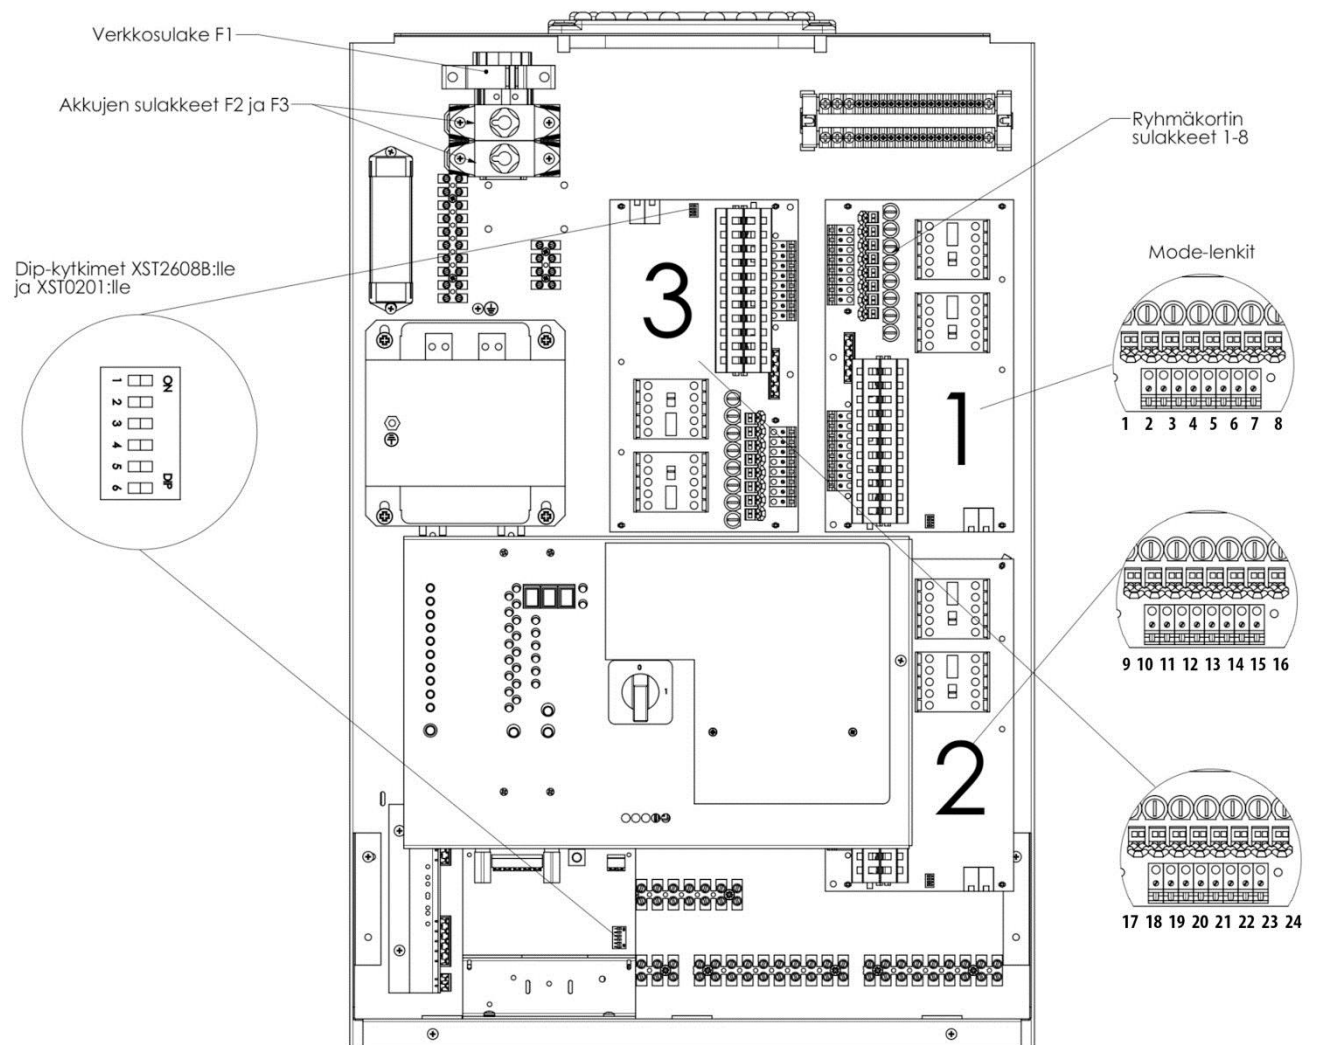 Verkkosulake F1
Akkujen sulakkeet F2 ja F3
Ryhmäkortin
sulakkeet 1-8
Dip-kytkimet XST2608B:lle
ja XST0201:lle
Mode-lenkit
3
1
2
1 2 3 4 5 6 7 8
9 10 11 12 13 14 15 16
17 18 19 20 21 22 23 24
ON
DIP
1
2
3
4
5
6
0
1